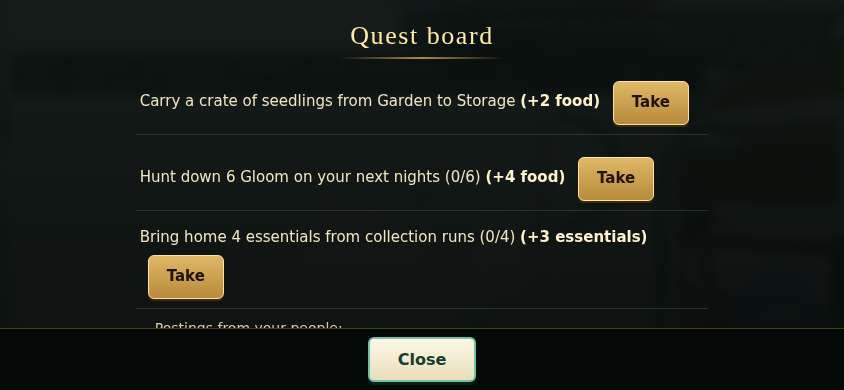 Quest board
Carry a crate of seedlings from Garden to Storage (+2 food) Take
Hunt down 6 Gloom on your next nights (0/6) (+4 food) Take
Bring home 4 essentials from collection runs (0/4) (+3 essentials)
Take
Postings from your people:
Close